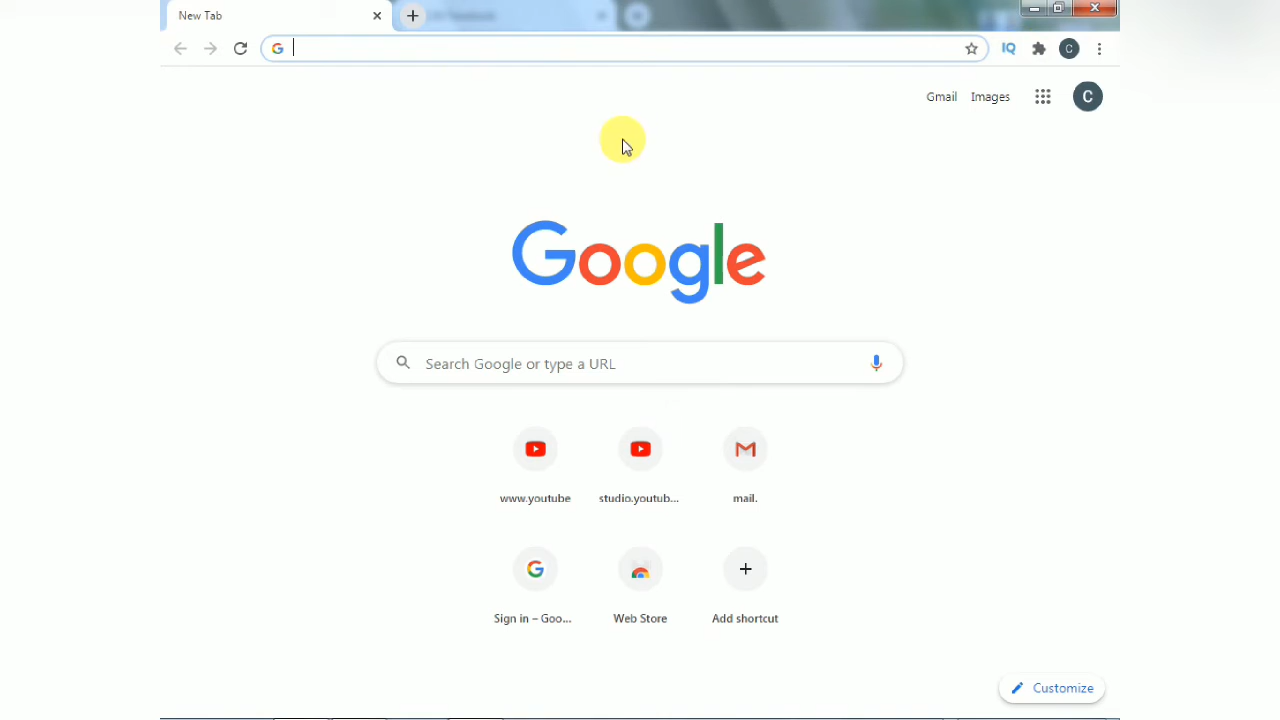 New Tab
G
IQ
C
Gmail
Images
C
Google
Search Google or type a URL
www.youtube
studio.youtub...
mail.
G
Sign in – Goo...
Web Store
Add shortcut
Customize